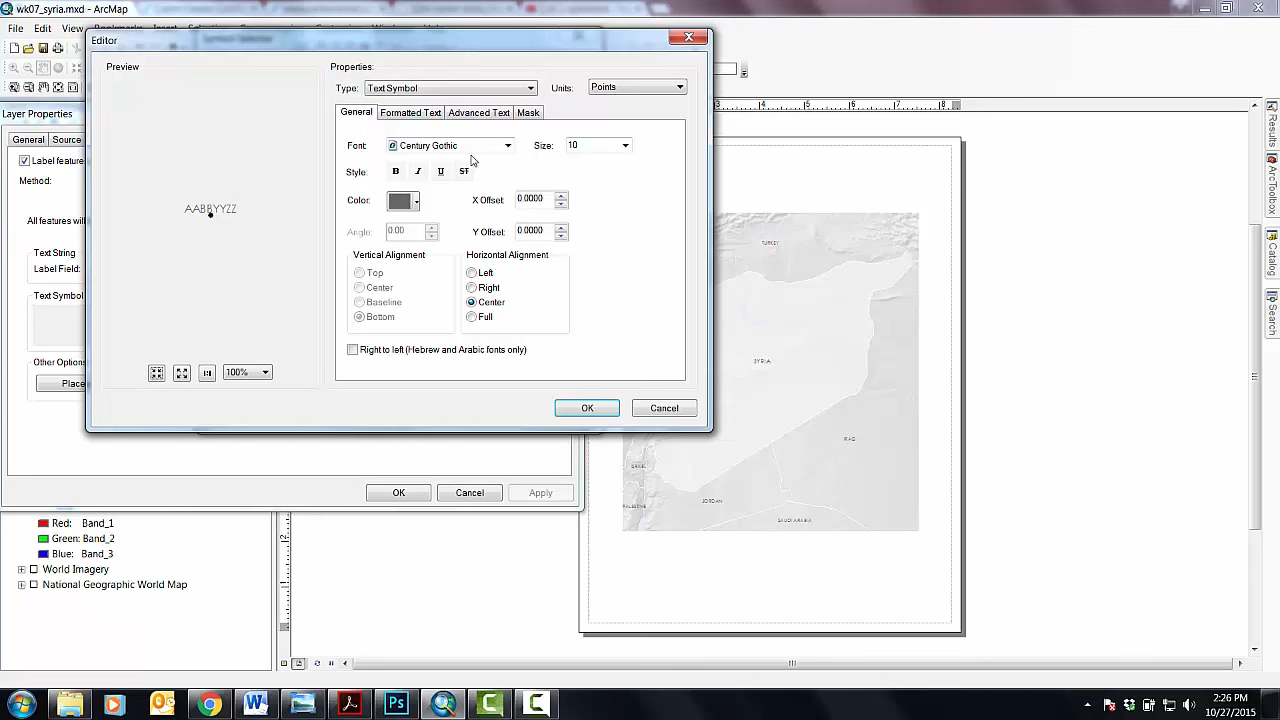 wk07_syria.mxd - ArcMap
File Edit View
Editor
Preview
Properties:
Type: Text Symbol Units: Points
General Formatted Text Advanced Text Mask
Font: Century Gothic Size: 10
Style: B I U ST
Color: X Offset: 0.0000
Angle: 0.00 Y Offset: 0.0000
Vertical Alignment Horizontal Alignment
Top Left
Center Right
Baseline Center
Bottom Full
Right to left (Hebrew and Arabic fonts only)
AABBYYZZ
100%
OK Cancel
Layer Properties
General Source
Label feature
Method:
All features will
Text String
Label Field:
Text Symbol
Other Options
Place
OK Cancel Apply
Red: Band_1
Green: Band_2
Blue: Band_3
World Imagery
National Geographic World Map
TURKEY
SYRIA
IRAQ
ISRAEL
JORDAN
PALESTINE
SAUDI ARABIA
Results
ArcToolbox
Catalog
Search
2:26 PM
10/27/2015